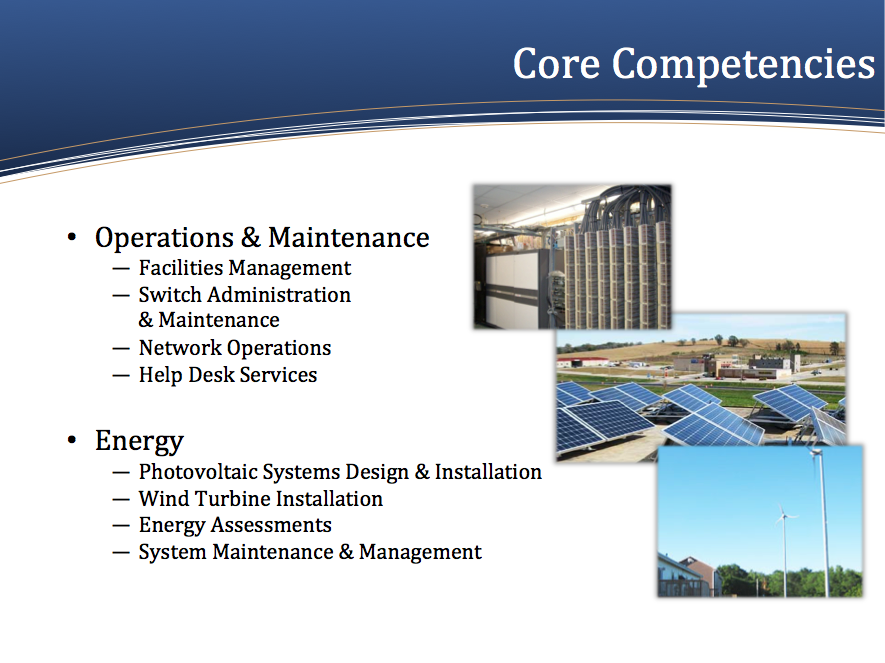 Core Competencies
• Operations & Maintenance
— Facilities Management
— Switch Administration
& Maintenance
— Network Operations
— Help Desk Services
• Energy
— Photovoltaic Systems Design & Installation
— Wind Turbine Installation
— Energy Assessments
— System Maintenance & Management